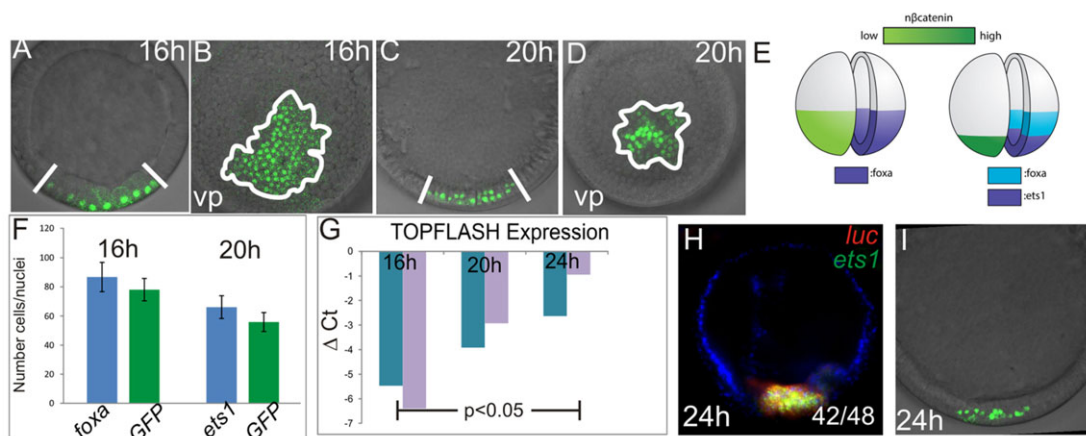 A 16h
B 16h
vp
C 20h
D 20h
vp
E
nβcatenin
low high
:foxa
:foxa
:ets1
F
16h 20h
Number cells/nuclei
120
100
80
60
40
20
0
foxa GFP ets1 GFP
G
TOPFLASH Expression
16h 20h 24h
Δ Ct
0
-1
-2
-3
-4
-5
-6
-7
p<0.05
H
luc
ets1
24h 42/48
I
24h